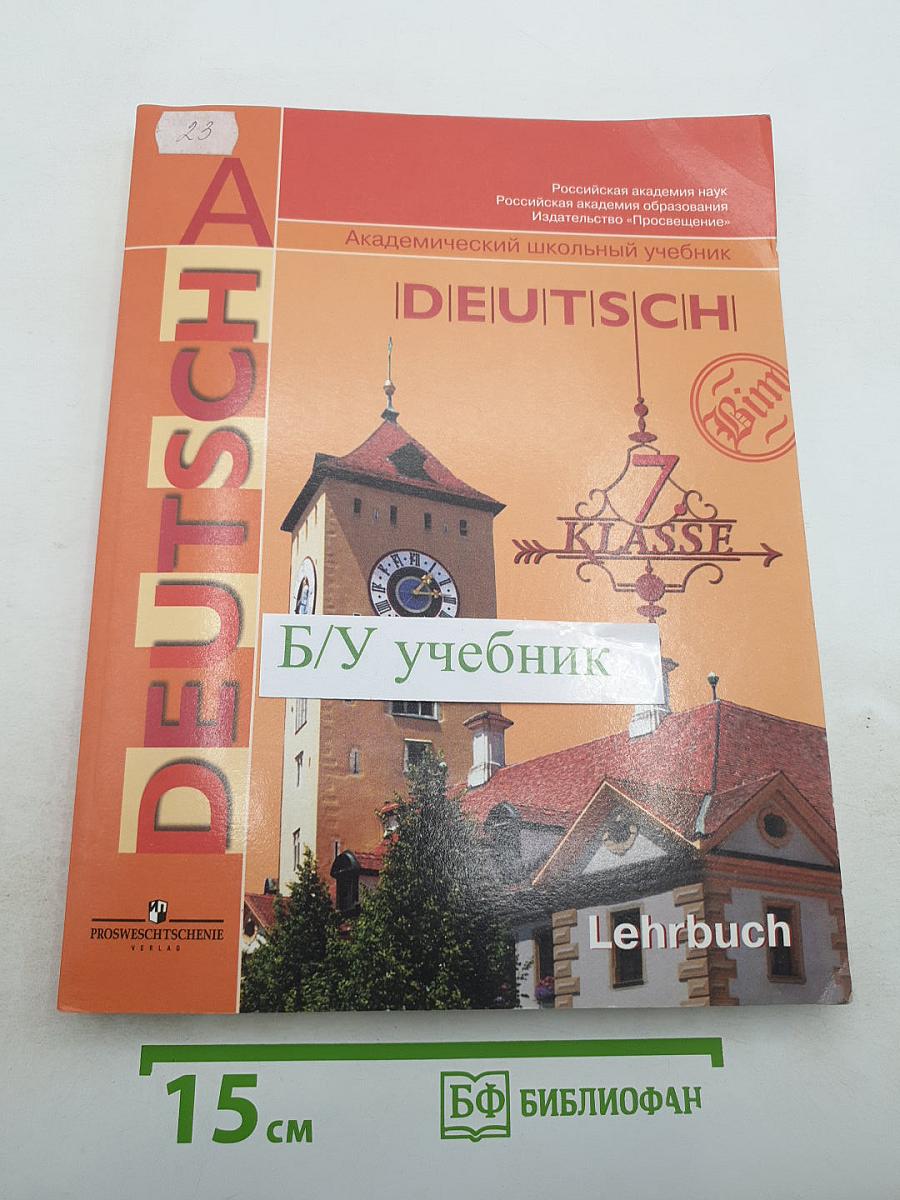 23
А
DEUTSCH
Российская академия наук
Российская академия образования
Издательство «Просвещение»
Академический школьный учебник
DEUTSCH
Bim
7.
KLASSE
Б/У учебник
Lehrbuch
PROSWESCHTSCHENIE
VERLAG
15 см
БФ БИБЛИОФАН